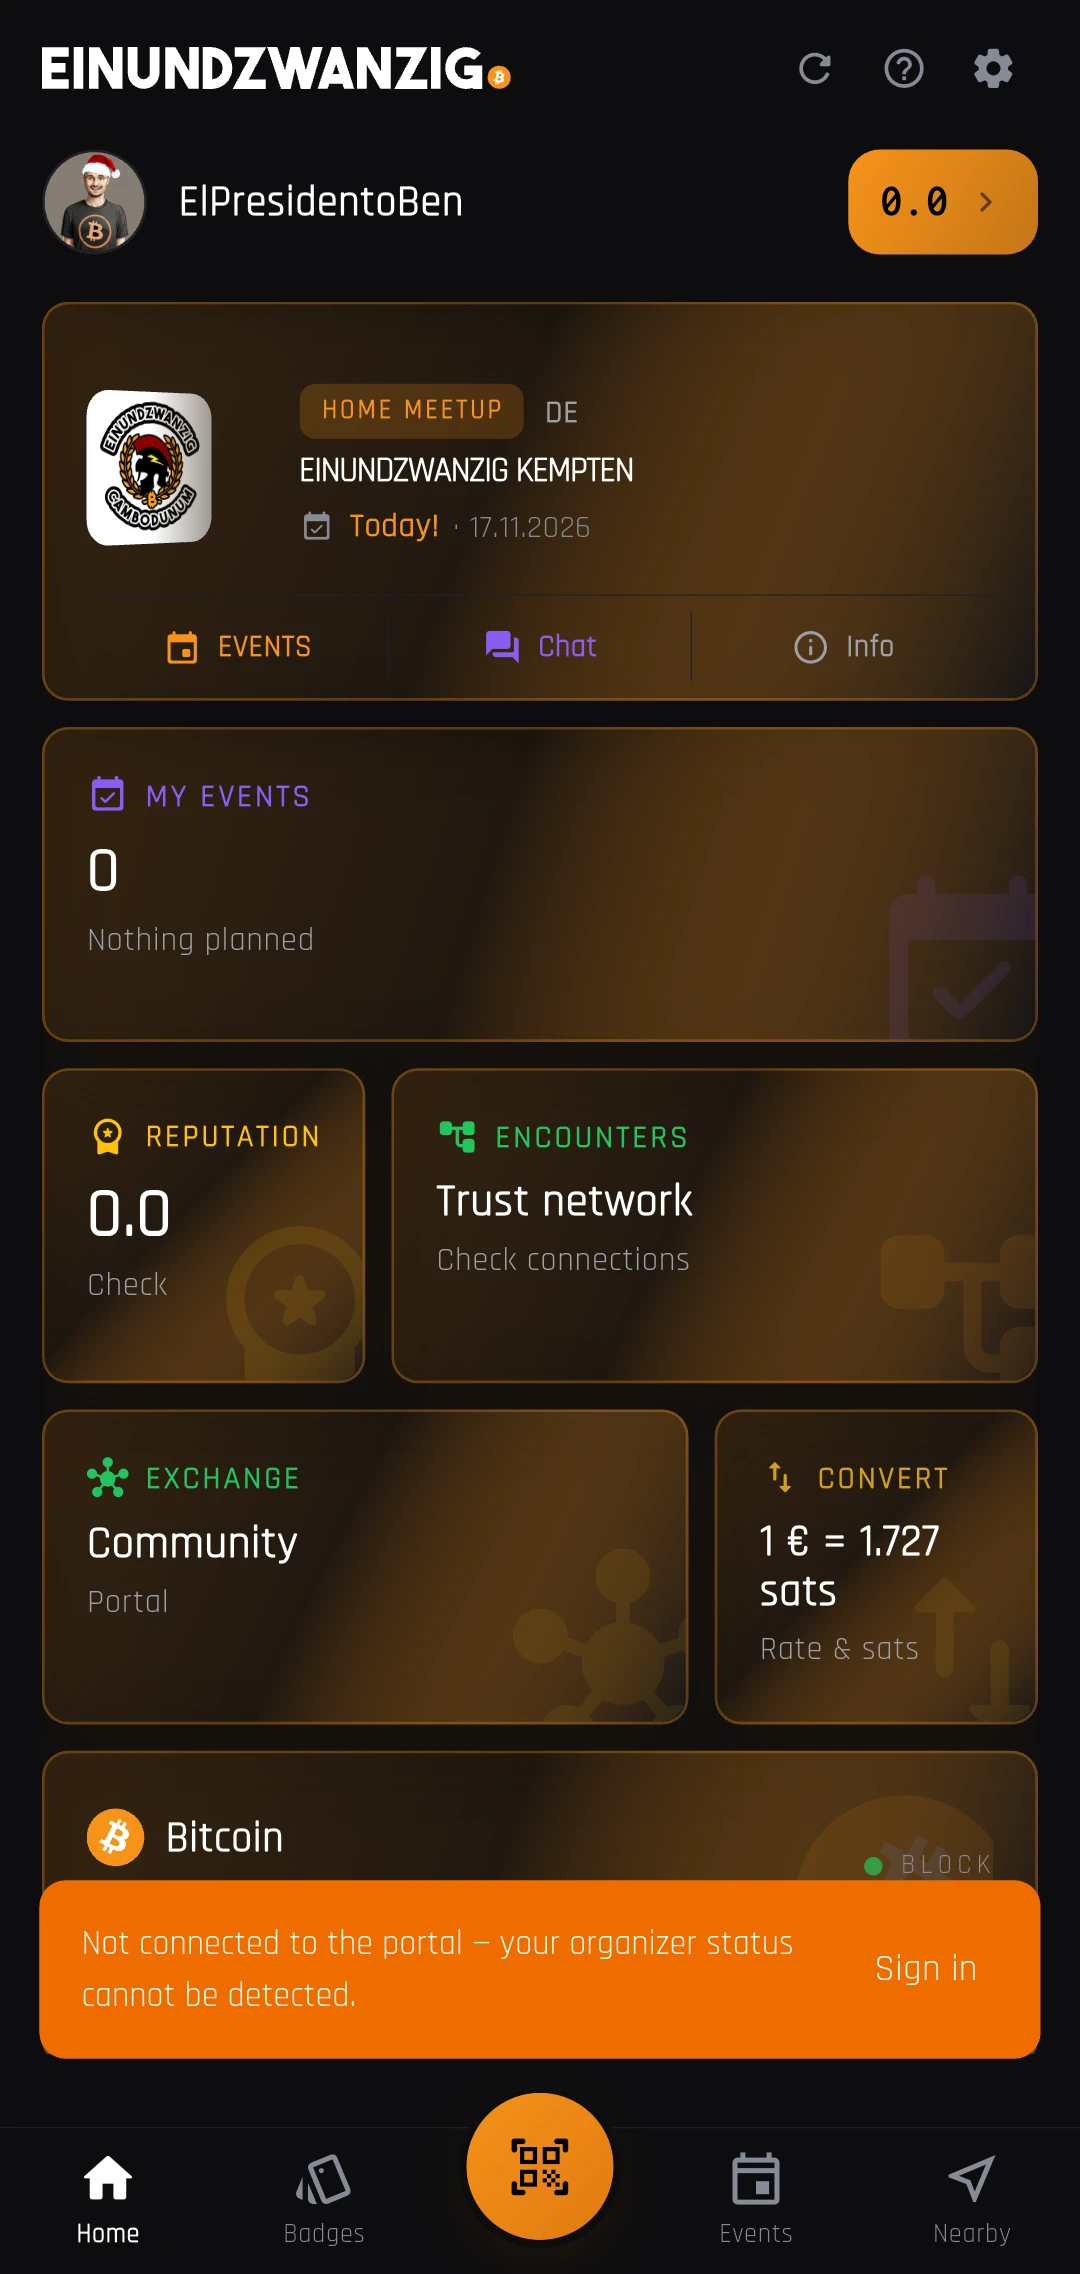 EINUNDZWANZIG
ElPresidentoBen
0.0
HOME MEETUP DE
EINUNDZWANZIG
CAMBODUNUM
EINUNDZWANZIG KEMPTEN
Today! · 17.11.2026
EVENTS
Chat
Info
MY EVENTS
0
Nothing planned
REPUTATION
0.0
Check
ENCOUNTERS
Trust network
Check connections
EXCHANGE
Community
Portal
CONVERT
1 € = 1.727
sats
Rate & sats
Bitcoin
BLOCK
Not connected to the portal – your organizer status
cannot be detected.
Sign in
Home
Badges
Events
Nearby